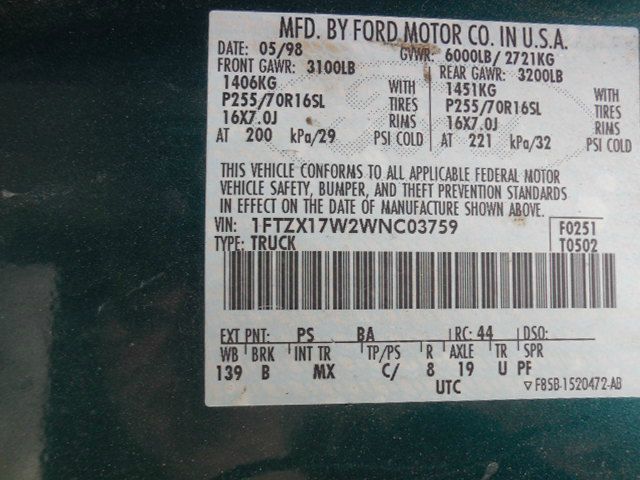 MFD. BY FORD MOTOR CO. IN U.S.A.
DATE: 05/98 GVWR: 6000LB/ 2721KG
FRONT GAWR: 3100LB REAR GAWR: 3200LB
1406KG WITH 1451KG WITH
P255/70R16SL TIRES P255/70R16SL TIRES
16X7.0J RIMS 16X7.0J RIMS
AT 200 kPa/29 PSI COLD AT 221 kPa/32 PSI COLD
THIS VEHICLE CONFORMS TO ALL APPLICABLE FEDERAL MOTOR
VEHICLE SAFETY, BUMPER, AND THEFT PREVENTION STANDARDS
IN EFFECT ON THE DATE OF MANUFACTURE SHOWN ABOVE.
VIN: 1FTZX17W2WNC03759 F0251
TYPE: TRUCK T0502
EXT PNT: PS BA RC: 44 DSO:
WB BRK INT TR TP/PS R AXLE TR SPR
139 B MX C/ 8 19 U PF
UTC ▽ F85B-1520472-AB